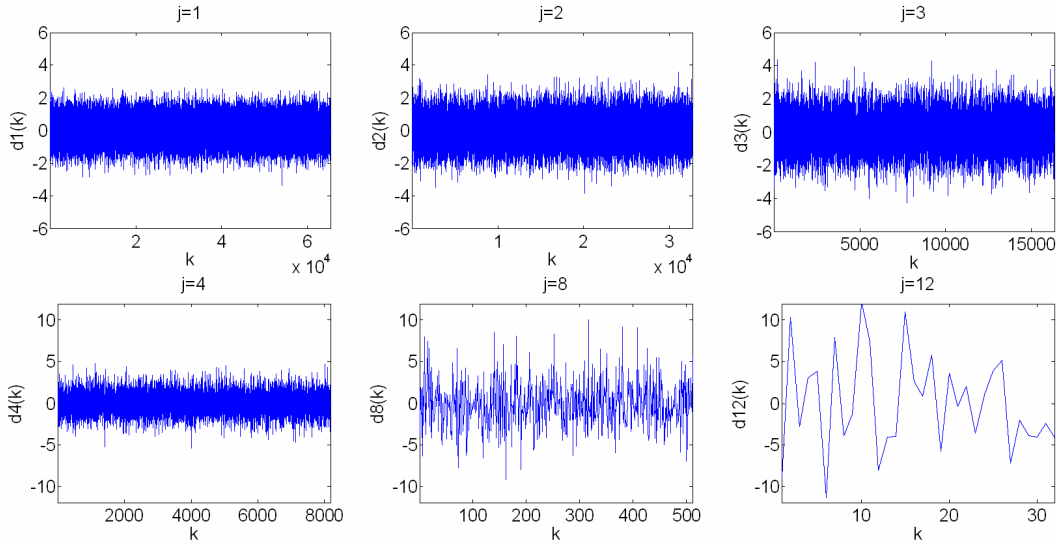 j=1
6
4
2
0
-2
-4
-6
d1(k)
2
4
6
k
x 10^4
j=2
6
4
2
0
-2
-4
-6
d2(k)
1
2
3
k
x 10^4
j=3
6
4
2
0
-2
-4
-6
d3(k)
5000
10000
15000
k
j=4
10
5
0
-5
-10
d4(k)
2000
4000
6000
8000
k
j=8
10
5
0
-5
-10
d8(k)
100
200
300
400
500
k
j=12
10
5
0
-5
-10
d12(k)
10
20
30
k